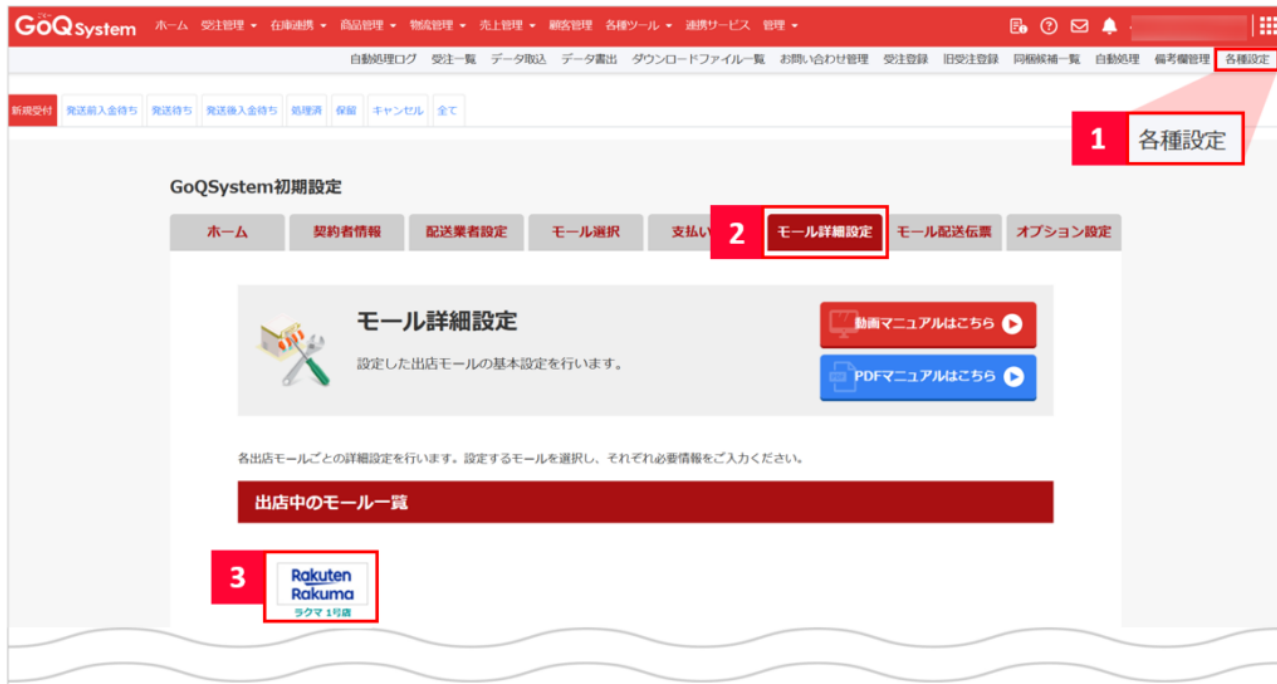 GoQSystem ホーム 受注管理 在庫連携 商品管理 物流管理 売上管理 顧客管理 各種ツール 連携サービス 管理
自動処理ログ 受注一覧 データ取込 データ書出 ダウンロードファイル一覧 お問い合わせ管理 受注登録 旧受注登録 同梱候補一覧 自動処理 備考欄管理 各種設定
新規受付 発送前入金待ち 発送待ち 発送後入金待ち 処理済 保留 キャンセル 全て
1 各種設定
GoQSystem初期設定
ホーム 契約者情報 配送業者設定 モール選択 支払い 2 モール詳細設定 モール配送伝票 オプション設定
モール詳細設定
設定した出店モールの基本設定を行います。
動画マニュアルはこちら
PDFマニュアルはこちら
各出店モールごとの詳細設定を行います。設定するモールを選択し、それぞれ必要情報をご入力ください。
出店中のモール一覧
3 Rakuten
Rakuma
ラクマ 1号店